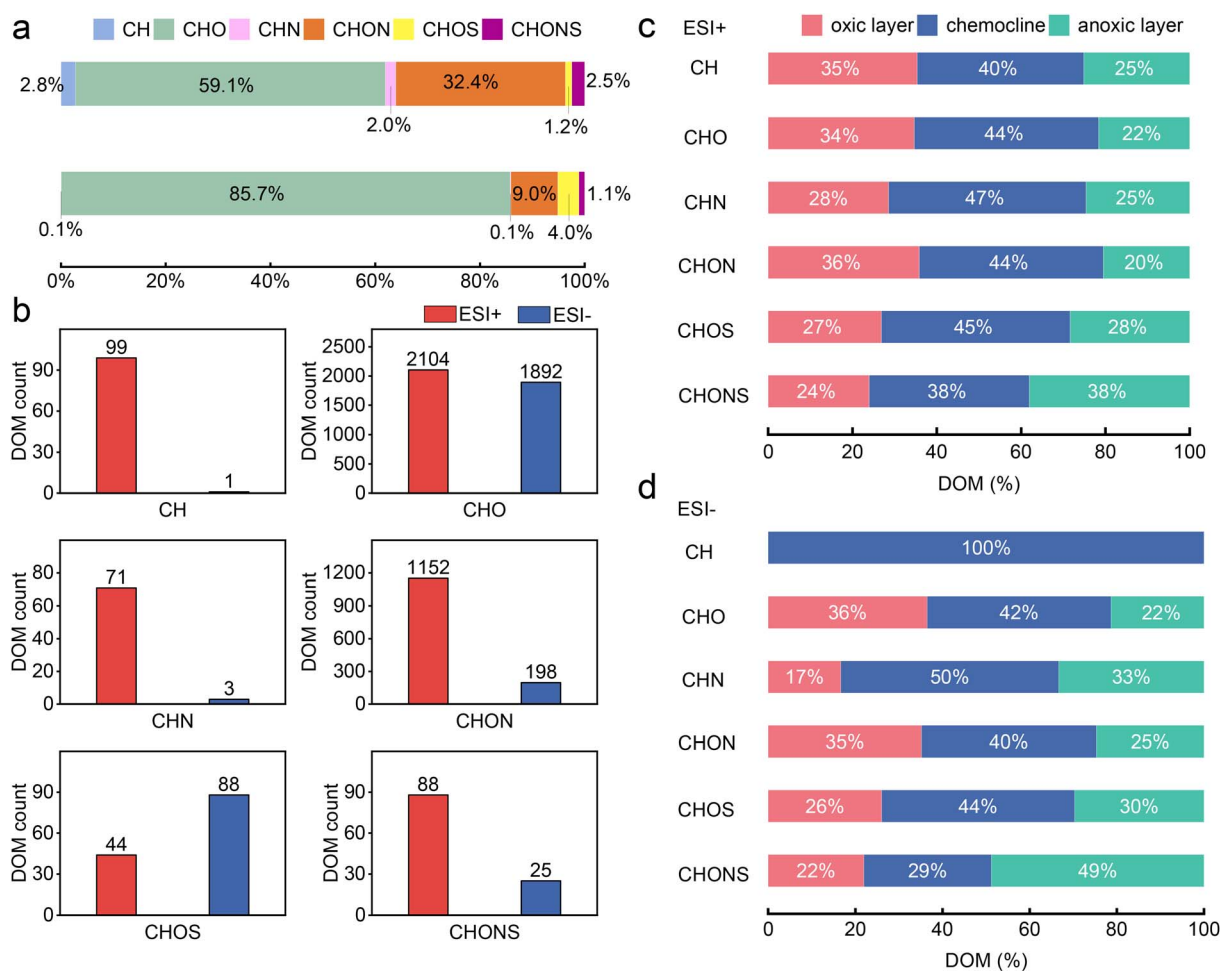 a
CH CHO CHN CHON CHOS CHONS
2.8% 59.1% 32.4% 2.5%
2.0% 1.2%
85.7% 9.0% 1.1%
0.1% 0.1% 4.0%
0% 20% 40% 60% 80% 100%
b
ESI+ ESI-
DOM count
90
60
30
0
99
1
CH
DOM count
2500
2000
1500
1000
500
0
2104
1892
CHO
DOM count
80
60
40
20
0
71
3
CHN
DOM count
1200
900
600
300
0
1152
198
CHON
DOM count
90
60
30
0
44
88
CHOS
DOM count
90
60
30
0
88
25
CHONS
c
ESI+ oxic layer chemocline anoxic layer
CH 35% 40% 25%
CHO 34% 44% 22%
CHN 28% 47% 25%
CHON 36% 44% 20%
CHOS 27% 45% 28%
CHONS 24% 38% 38%
0 20 40 60 80 100
DOM (%)
d
ESI-
CH 100%
CHO 36% 42% 22%
CHN 17% 50% 33%
CHON 35% 40% 25%
CHOS 26% 44% 30%
CHONS 22% 29% 49%
0 20 40 60 80 100
DOM (%)